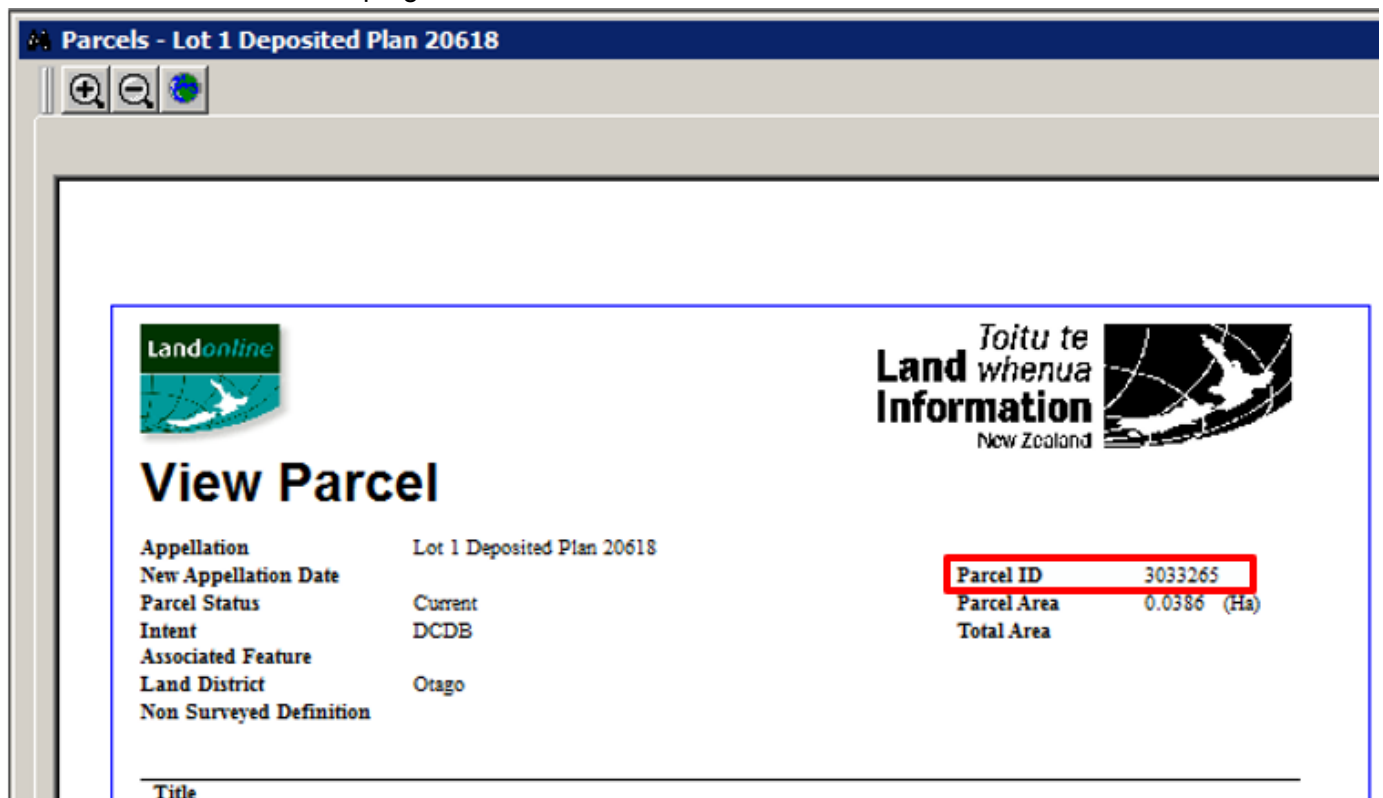 Parcels - Lot 1 Deposited Plan 20618
Landonline
Toitu te
Land whenua
Information
New Zealand
View Parcel
Appellation Lot 1 Deposited Plan 20618
New Appellation Date Parcel ID 3033265
Parcel Status Current Parcel Area 0.0386 (Ha)
Intent DCDB Total Area
Associated Feature
Land District Otago
Non Surveyed Definition
Title